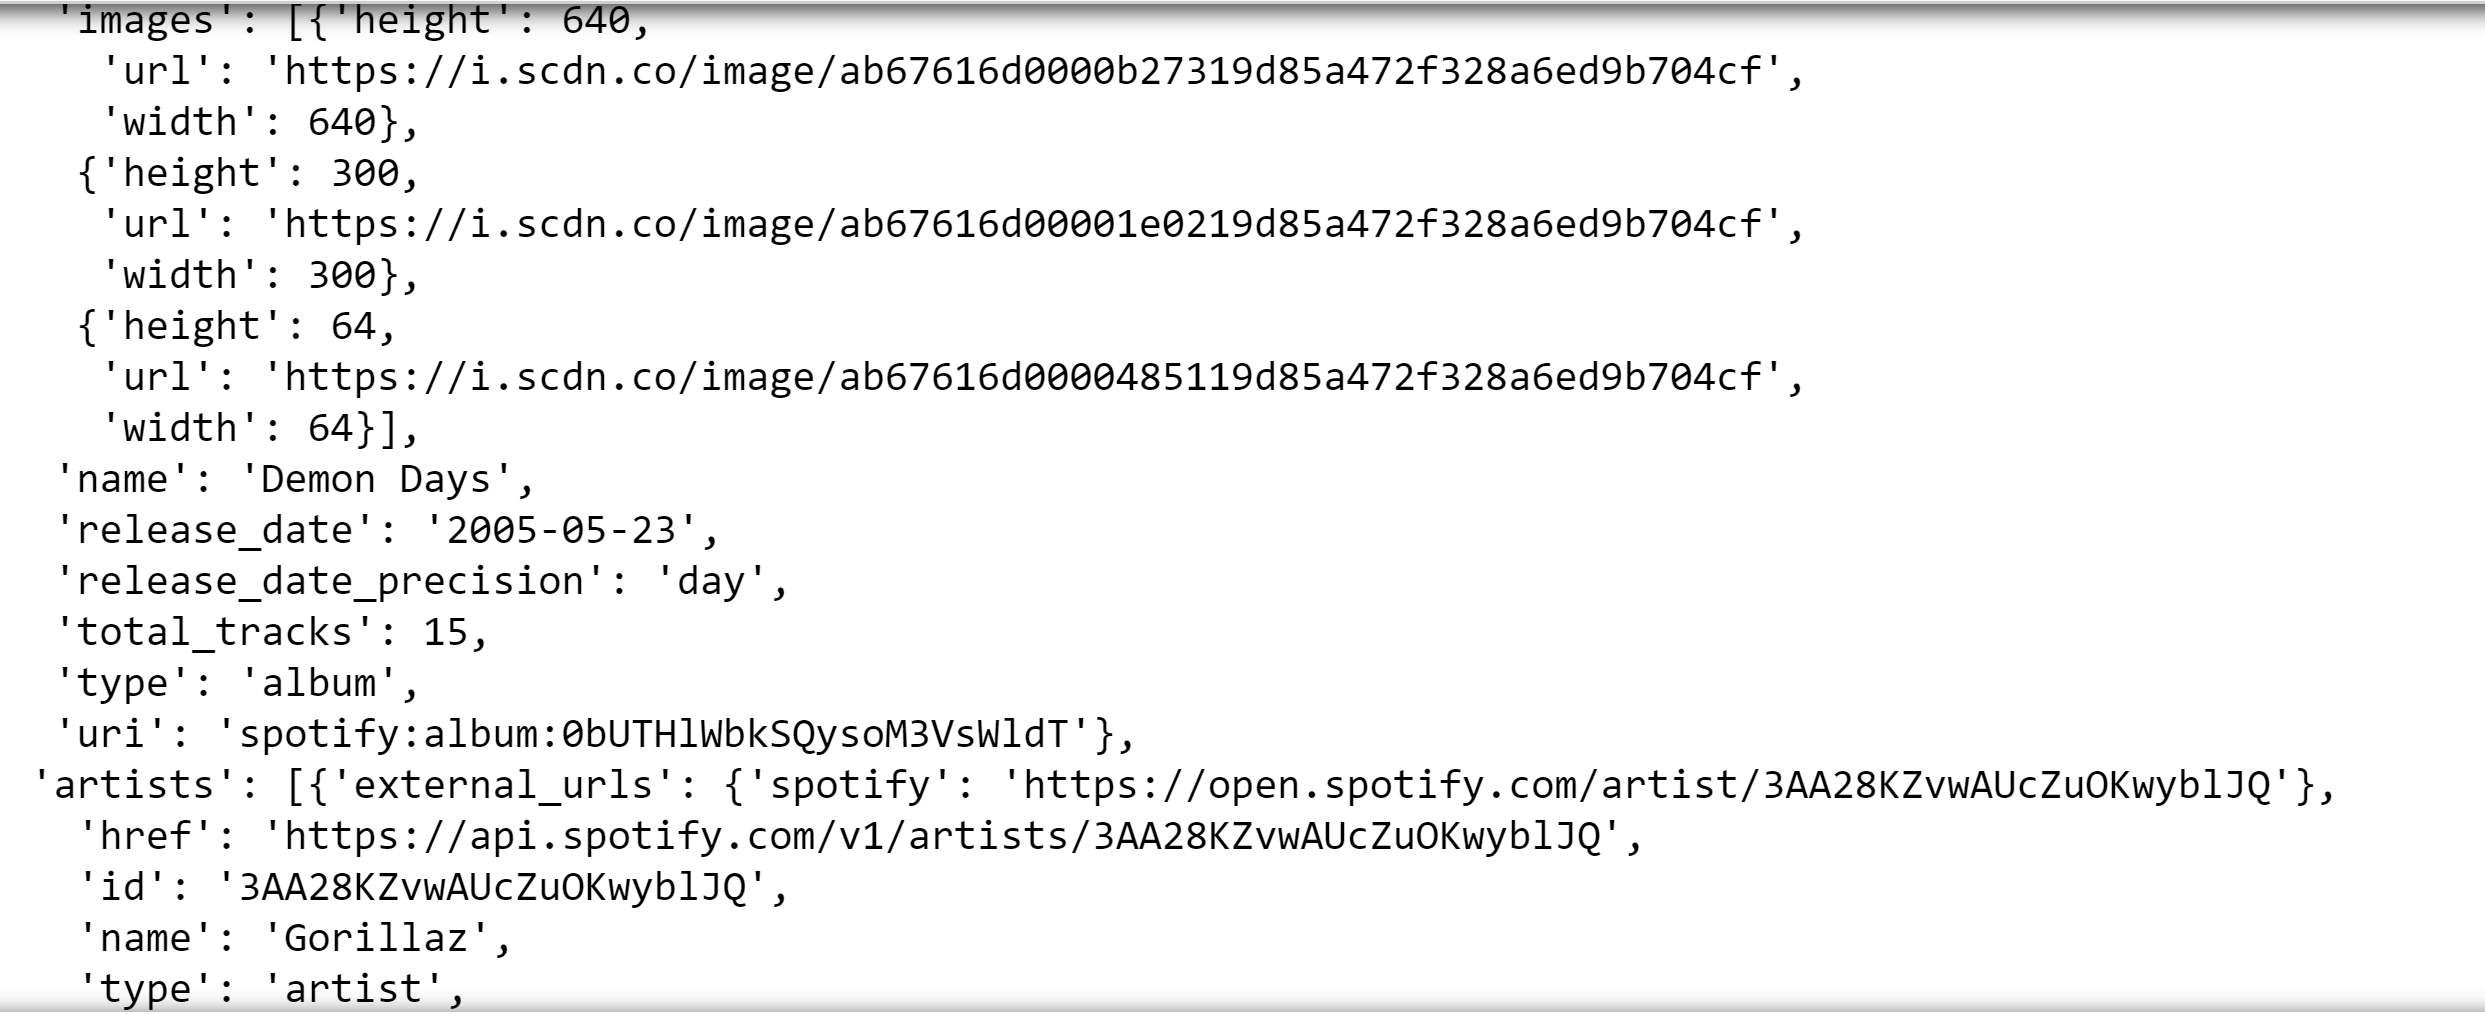 'images': [{'height': 640,
'url': 'https://i.scdn.co/image/ab67616d0000b27319d85a472f328a6ed9b704cf',
'width': 640},
{'height': 300,
'url': 'https://i.scdn.co/image/ab67616d00001e0219d85a472f328a6ed9b704cf',
'width': 300},
{'height': 64,
'url': 'https://i.scdn.co/image/ab67616d0000485119d85a472f328a6ed9b704cf',
'width': 64}],
'name': 'Demon Days',
'release_date': '2005-05-23',
'release_date_precision': 'day',
'total_tracks': 15,
'type': 'album',
'uri': 'spotify:album:0bUTHlWbkSQysoM3VsWldT'},
'artists': [{'external_urls': {'spotify': 'https://open.spotify.com/artist/3AA28KZvwAUcZuOKwyblJQ'},
'href': 'https://api.spotify.com/v1/artists/3AA28KZvwAUcZuOKwyblJQ',
'id': '3AA28KZvwAUcZuOKwyblJQ',
'name': 'Gorillaz',
'type': 'artist',